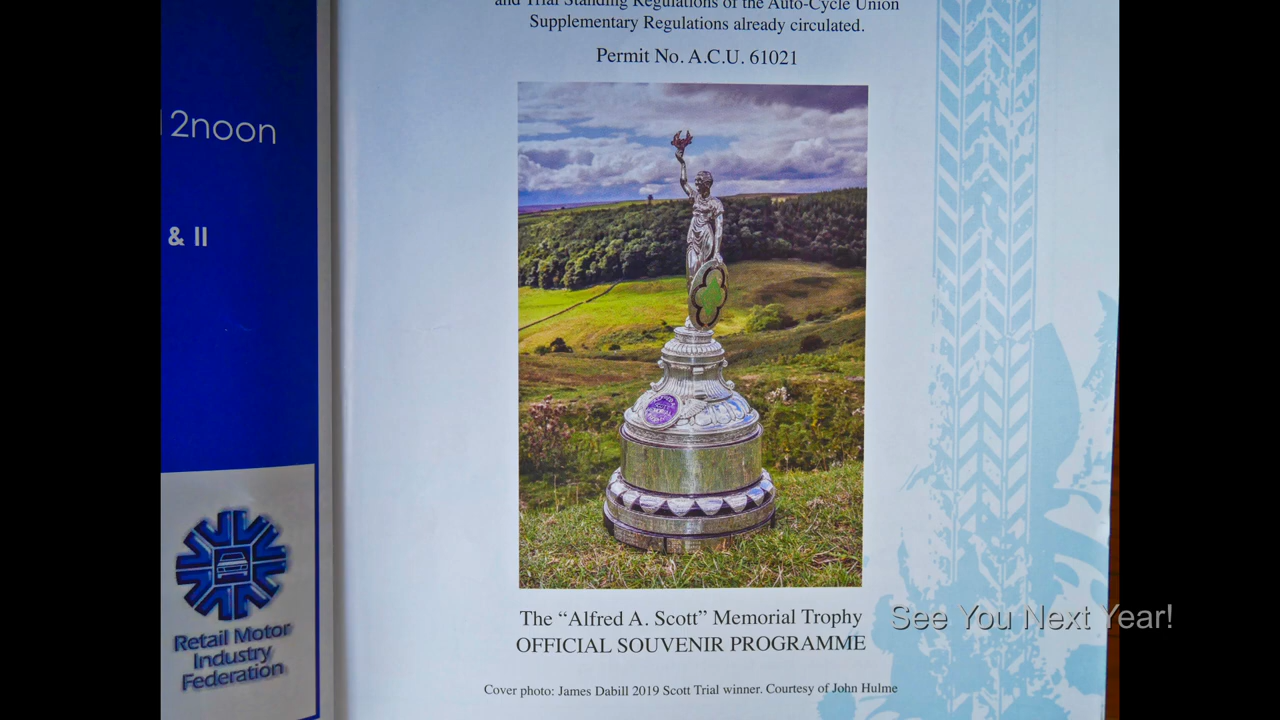 2noon
& II
Retail Motor
Industry
Federation
and Trial Standing Regulations of the Auto-Cycle Union
Supplementary Regulations already circulated.
Permit No. A.C.U. 61021
The “Alfred A. Scott” Memorial Trophy
OFFICIAL SOUVENIR PROGRAMME
Cover photo: James Dabill 2019 Scott Trial winner. Courtesy of John Hulme
See You Next Year!